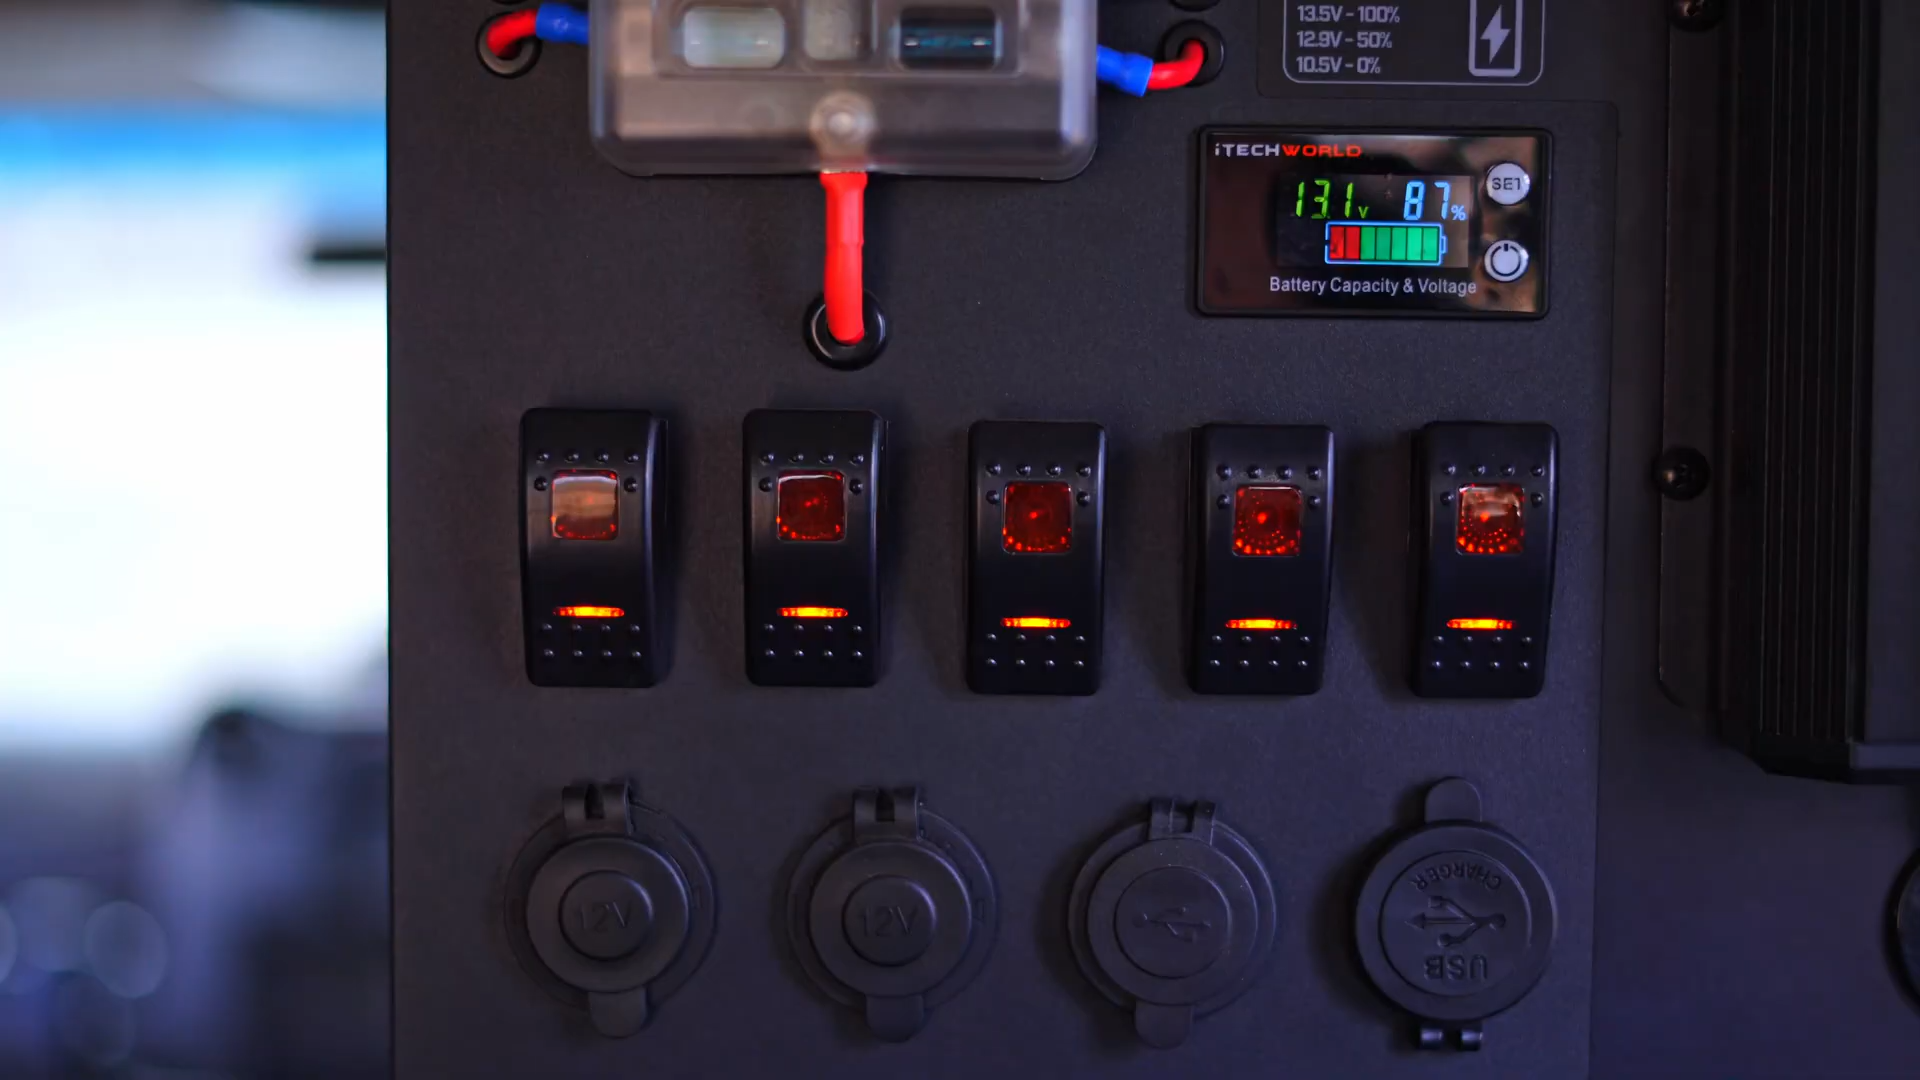 13.5V - 100%
12.9V - 50%
10.5V - 0%
iTECHWORLD
SET
13.1V 87%
Battery Capacity & Voltage
12V
12V
CHARGER
USB